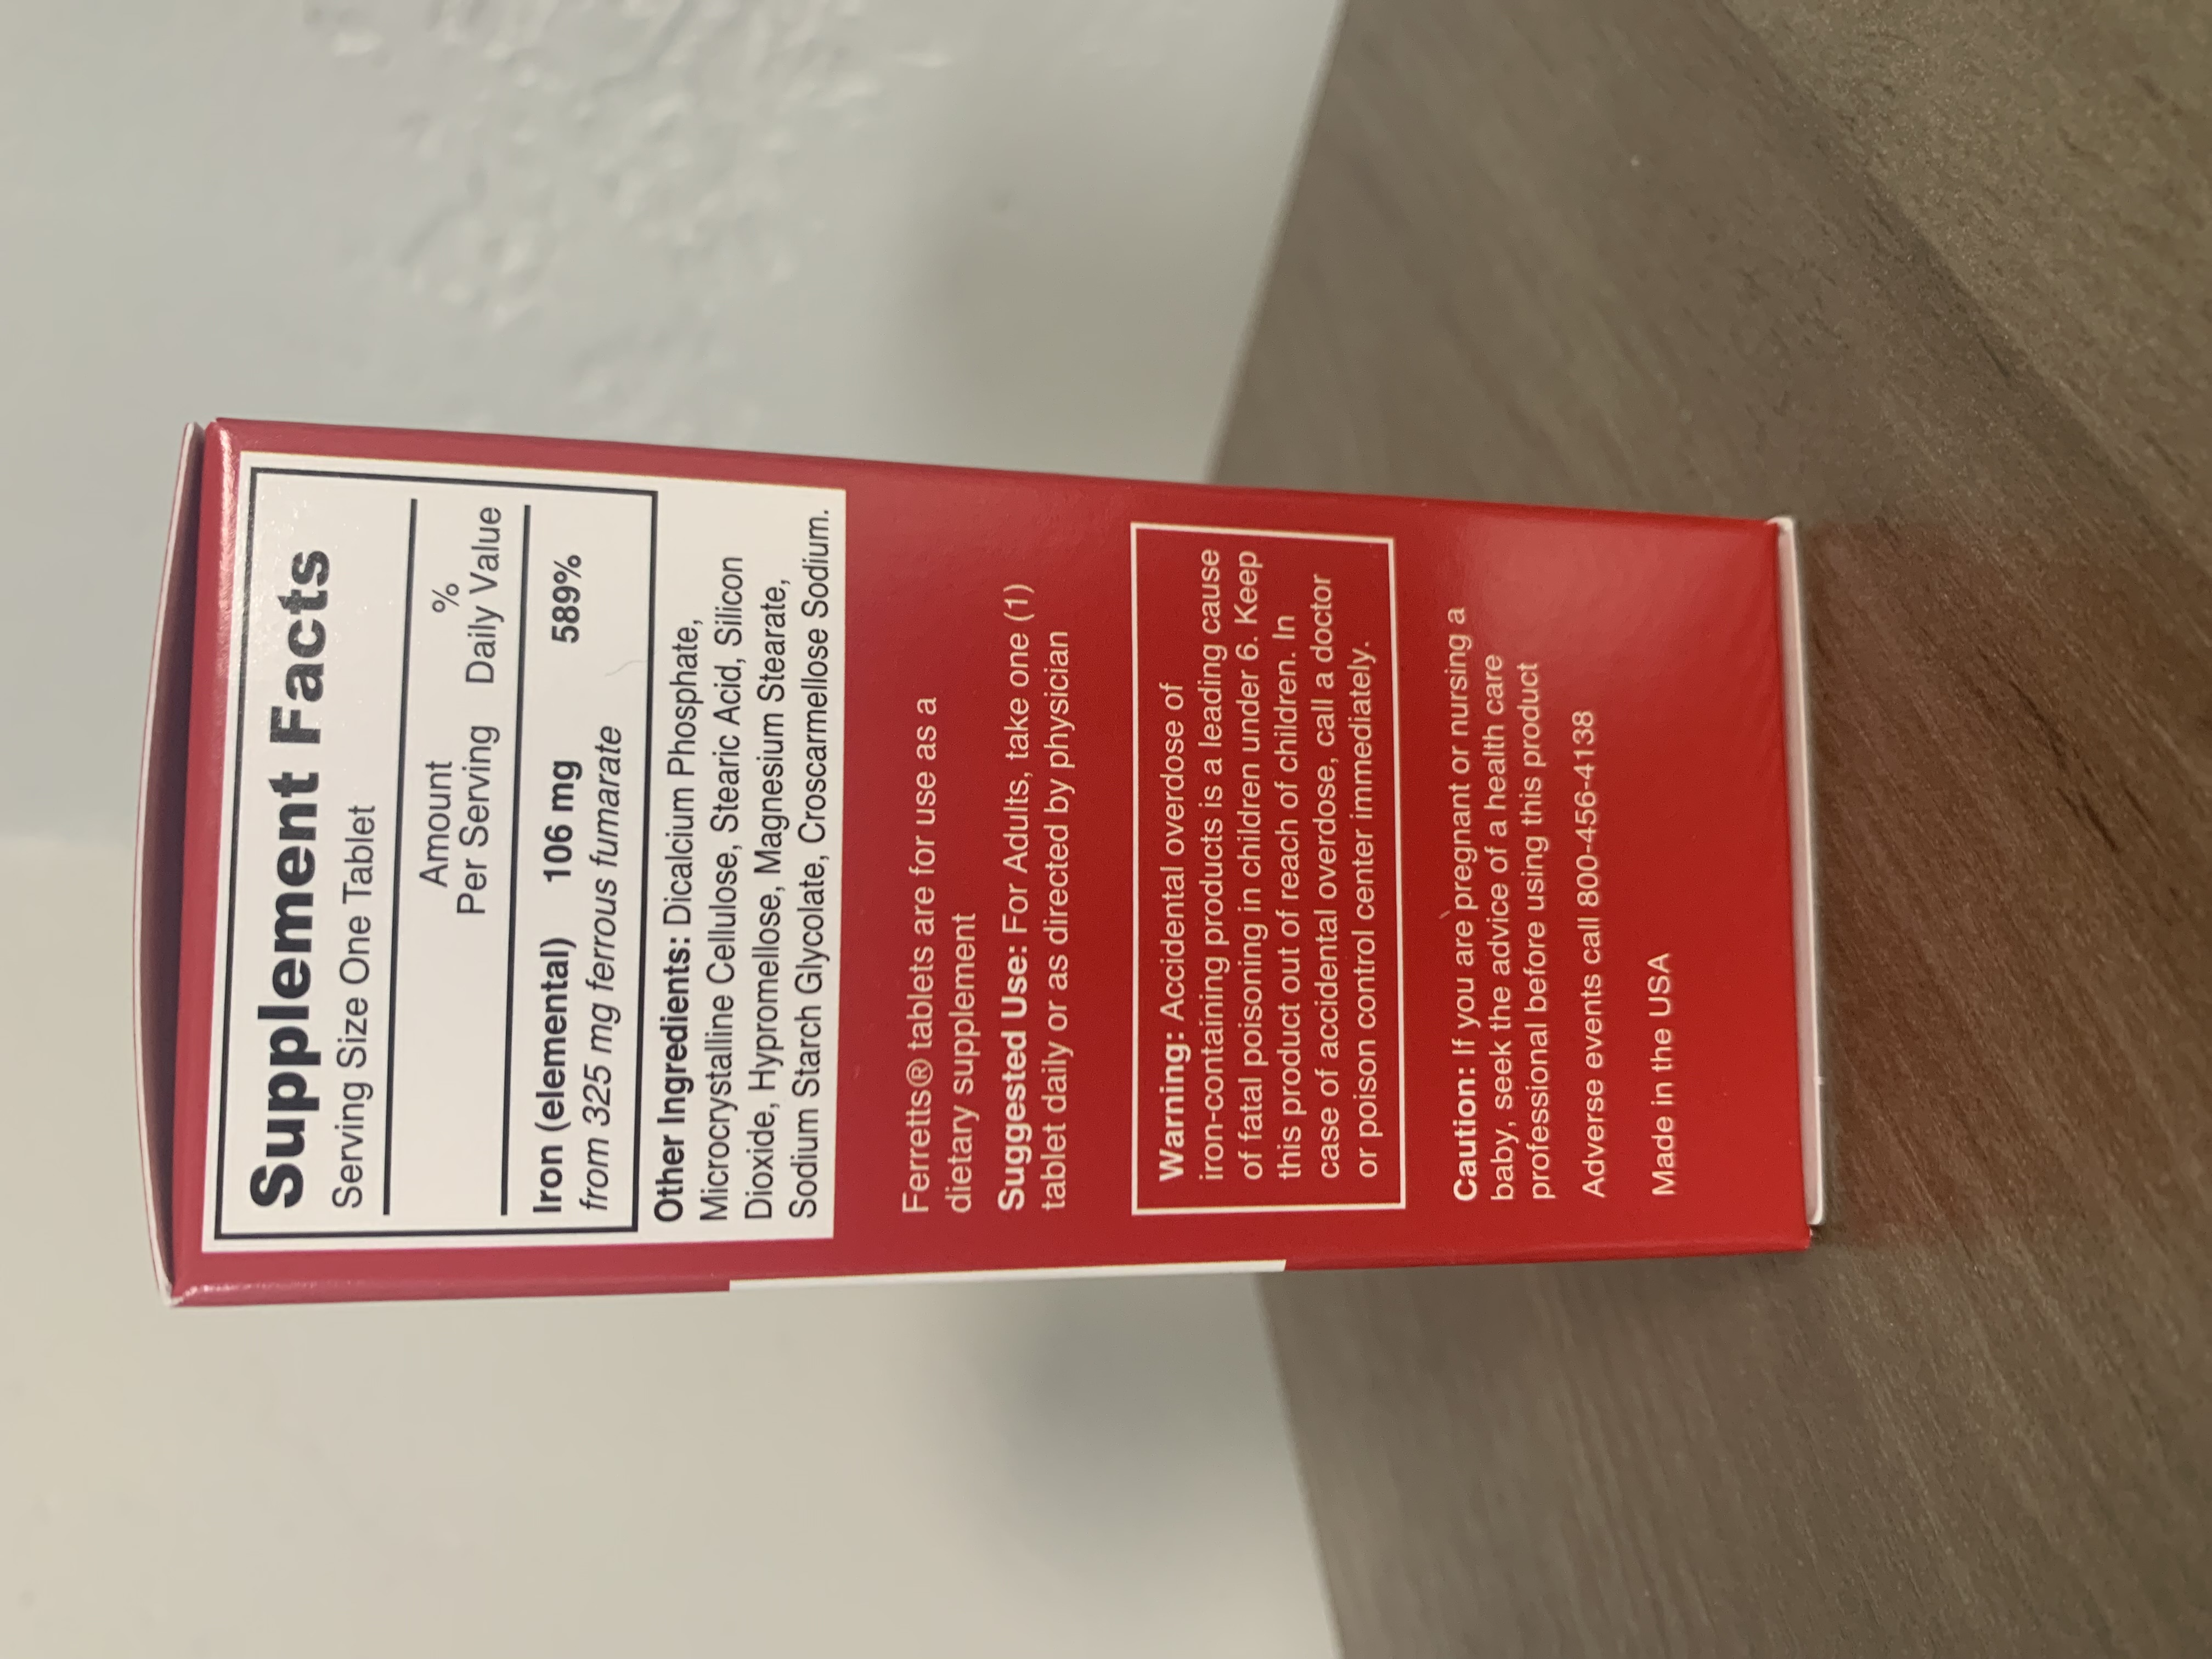 Supplement Facts
Serving Size One Tablet
Amount %
Per Serving Daily Value
Iron (elemental) 106 mg 589%
from 325 mg ferrous fumarate
Other Ingredients: Dicalcium Phosphate,
Microcrystalline Cellulose, Stearic Acid, Silicon
Dioxide, Hypromellose, Magnesium Stearate,
Sodium Starch Glycolate, Croscarmellose Sodium.
Ferretts® tablets are for use as a
dietary supplement
Suggested Use: For Adults, take one (1)
tablet daily or as directed by physician
Warning: Accidental overdose of
iron-containing products is a leading cause
of fatal poisoning in children under 6. Keep
this product out of reach of children. In
case of accidental overdose, call a doctor
or poison control center immediately.
Caution: If you are pregnant or nursing a
baby, seek the advice of a health care
professional before using this product
Adverse events call 800-456-4138
Made in the USA